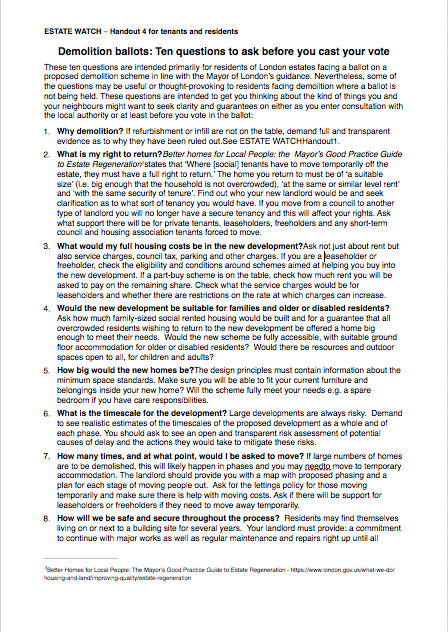 ESTATE WATCH – Handout 4 for tenants and residents
Demolition ballots: Ten questions to ask before you cast your vote
These ten questions are intended primarily for residents of London estates facing a ballot on a
proposed demolition scheme in line with the Mayor of London's guidance. Nevertheless, some of
the questions may be useful or thought-provoking to residents facing demolition where a ballot is
not being held. These questions are intended to get you thinking about the kind of things you and
your neighbours might want to seek clarity and guarantees on either as you enter consultation with
the local authority or at least before you vote in the ballot:
1. Why demolition? If refurbishment or infill are not on the table, demand full and transparent
evidence as to why they have been ruled out.See ESTATE WATCHHandout1.
2. What is my right to return?Better homes for Local People: the Mayor's Good Practice Guide
to Estate Regeneration1states that 'Where [social] tenants have to move temporarily off the
estate, they must have a full right to return.' The home you return to must be of 'a suitable
size' (i.e. big enough that the household is not overcrowded), 'at the same or similar level rent'
and 'with the same security of tenure'. Find out who your new landlord would be and seek
clarification as to what sort of tenancy you would have. If you move from a council to another
type of landlord you will no longer have a secure tenancy and this will affect your rights. Ask
what support there will be for private tenants, leaseholders, freeholders and any short-term
council and housing association tenants forced to move.
3. What would my full housing costs be in the new development?Ask not just about rent but
also service charges, council tax, parking and other charges. If you are a leaseholder or
freeholder, check the eligibility and conditions around schemes aimed at helping you buy into
the new development. If a part-buy scheme is on the table, check how much rent you will be
asked to pay on the remaining share. Check what the service charges would be for
leaseholders and whether there are restrictions on the rate at which charges can increase.
4. Would the new development be suitable for families and older or disabled residents?
Ask how much family-sized social rented housing would be built and for a guarantee that all
overcrowded residents wishing to return to the new development be offered a home big
enough to meet their needs. Would the new scheme be fully accessible, with suitable ground
floor accommodation for older or disabled residents? Would there be resources and outdoor
spaces open to all, for children and adults?
5. How big would the new homes be?The design principles must contain information about the
minimum space standards. Make sure you will be able to fit your current furniture and
belongings inside your new home? Will the scheme fully meet your needs e.g. a spare
bedroom if you have care responsibilities.
6. What is the timescale for the development? Large developments are always risky. Demand
to see realistic estimates of the timescales of the proposed development as a whole and of
each phase. You should ask to see an open and transparent risk assessment of potential
causes of delay and the actions they would take to mitigate these risks.
7. How many times, and at what point, would I be asked to move? If large numbers of homes
are to be demolished, this will likely happen in phases and you may needto move to temporary
accommodation. The landlord should provide you with a map with proposed phasing and a
plan for each stage of moving people out. Ask for the lettings policy for those moving
temporarily and make sure there is help with moving costs. Ask if there will be support for
leaseholders or freeholders if they need to move away temporarily.
8. How will we be safe and secure throughout the process? Residents may find themselves
living on or next to a building site for several years. Your landlord must provide: a commitment
to continue with major works as well as regular maintenance and repairs right up until all
1Better Homes for Local People: The Mayor's Good Practice Guide to Estate Regeneration - https://www.london.gov.uk/what-we-do/
housing-and-land/improving-quality/estate-regeneration